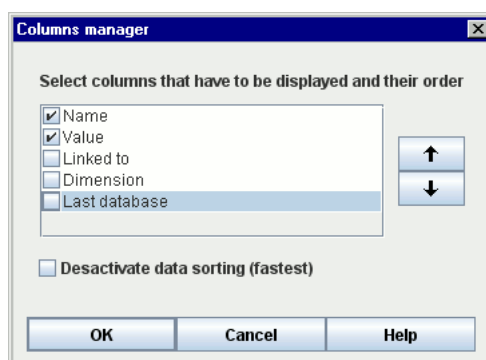 Columns manager
Select columns that have to be displayed and their order
Name
Value
Linked to
Dimension
Last database
Desactivate data sorting (fastest)
OK Cancel Help